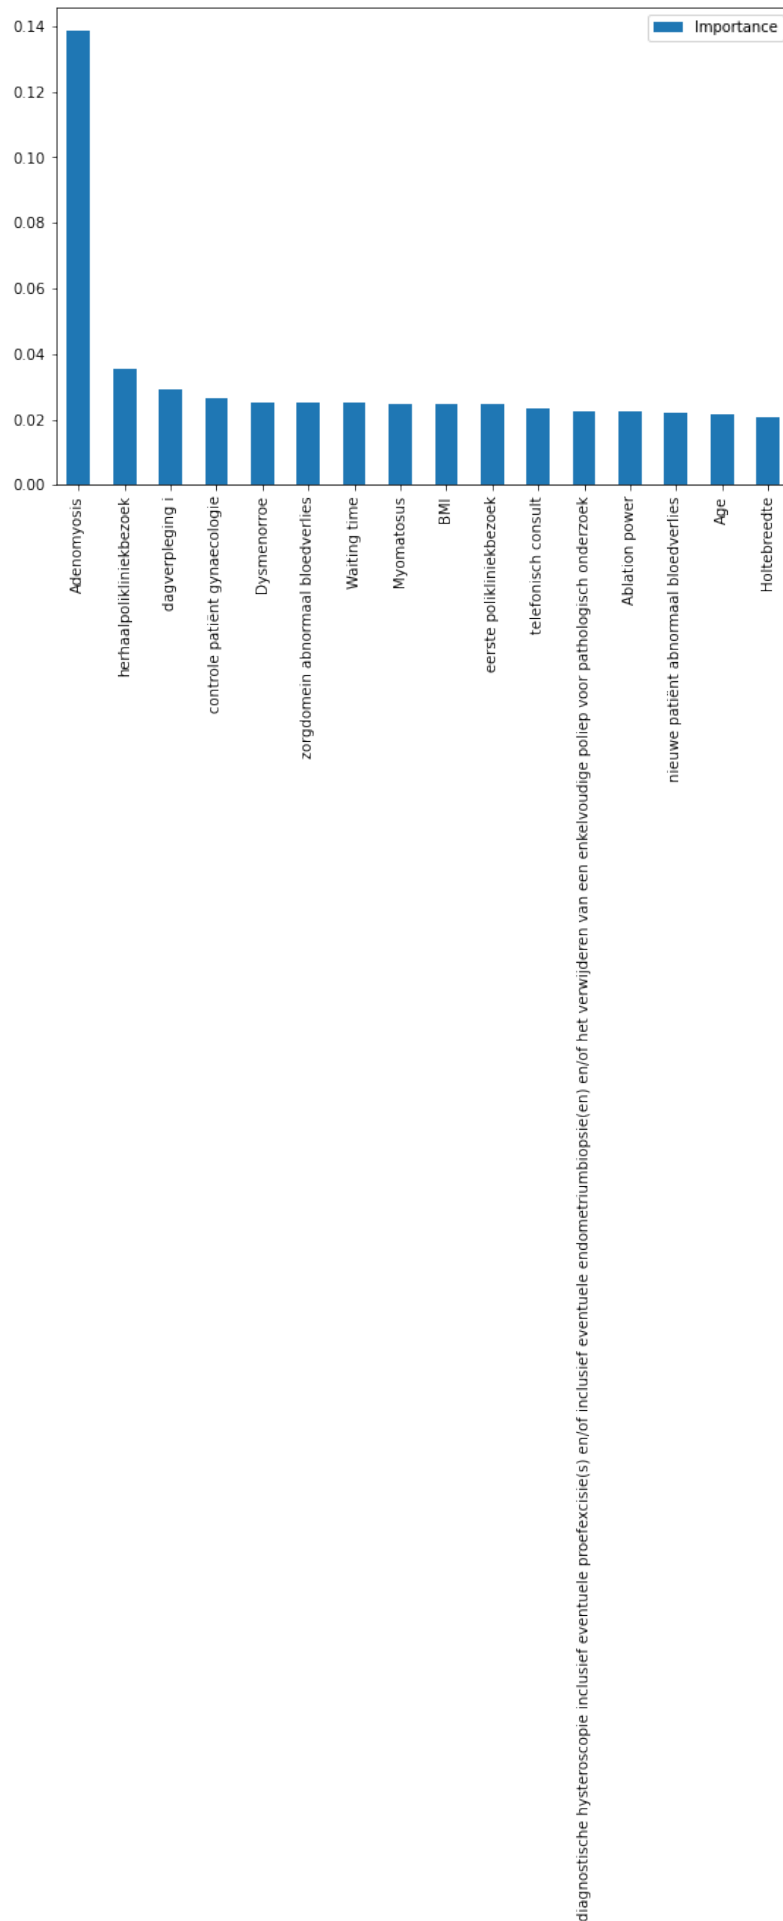 Importance
0.14
0.12
0.10
0.08
0.06
0.04
0.02
0.00
Adenomyosis
herhaalpolikliniekbezoek
dagverpleging i
controle patiënt gynaecologie
Dysmenorroe
zorgdomein abnormaal bloedverlies
Waiting time
Myomatosus
BMI
eerste polikliniekbezoek
telefonisch consult
diagnostische hysteroscopie inclusief eventuele proefexcisie(s) en/of inclusief eventuele endometriumbiopsie(en) en/of het verwijderen van een enkelvoudige poliep voor pathologisch onderzoek
Ablation power
nieuwe patiënt abnormaal bloedverlies
Age
Holtebreedte